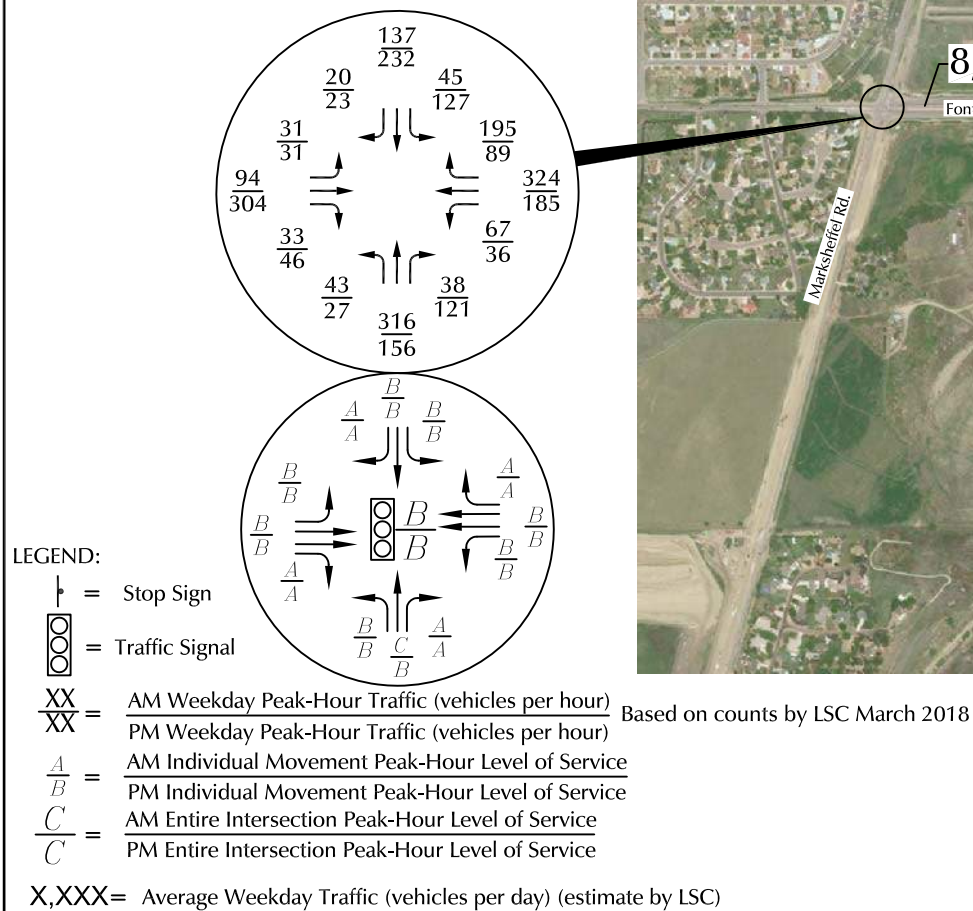 137
232
20
23
45
127
31
31
195
89
94
304
324
185
33
46
67
36
43
27
38
121
316
156
8,
Fon
Marksheffel Rd.
B
B
A
A
B
B
B
B
A
A
B
B
B
B
B
B
A
A
B
B
B
B
C
B
A
A
LEGEND:
= Stop Sign
= Traffic Signal
XX
XX
= AM Weekday Peak-Hour Traffic (vehicles per hour)
PM Weekday Peak-Hour Traffic (vehicles per hour)
Based on counts by LSC March 2018
A
B
= AM Individual Movement Peak-Hour Level of Service
PM Individual Movement Peak-Hour Level of Service
C
C
= AM Entire Intersection Peak-Hour Level of Service
PM Entire Intersection Peak-Hour Level of Service
X,XXX= Average Weekday Traffic (vehicles per day) (estimate by LSC)